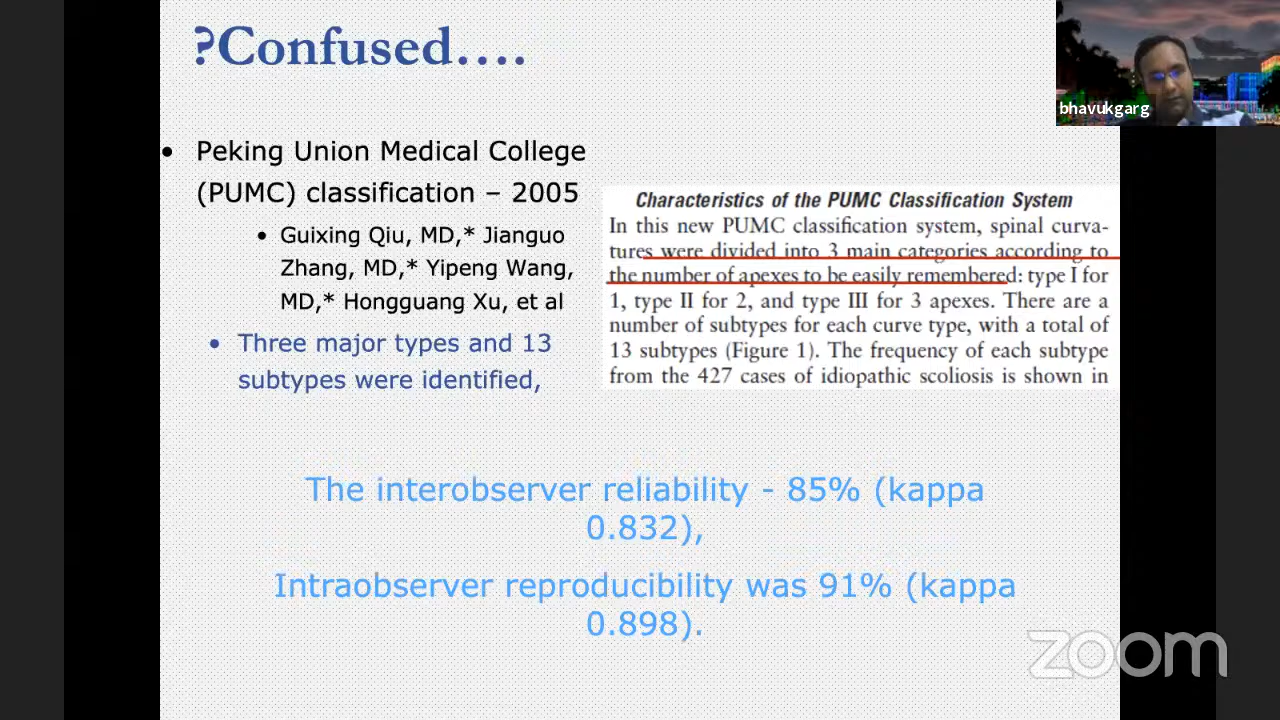 ?Confused....
bhavukgarg
• Peking Union Medical College
(PUMC) classification – 2005
• Guixing Qiu, MD,* Jianguo
Zhang, MD,* Yipeng Wang,
MD,* Hongguang Xu, et al
• Three major types and 13
subtypes were identified,
Characteristics of the PUMC Classification System
In this new PUMC classification system, spinal curva-
tures were divided into 3 main categories according to
the number of apexes to be easily remembered: type I for
1, type II for 2, and type III for 3 apexes. There are a
number of subtypes for each curve type, with a total of
13 subtypes (Figure 1). The frequency of each subtype
from the 427 cases of idiopathic scoliosis is shown in
The interobserver reliability - 85% (kappa
0.832),
Intraobserver reproducibility was 91% (kappa
0.898).
zoom